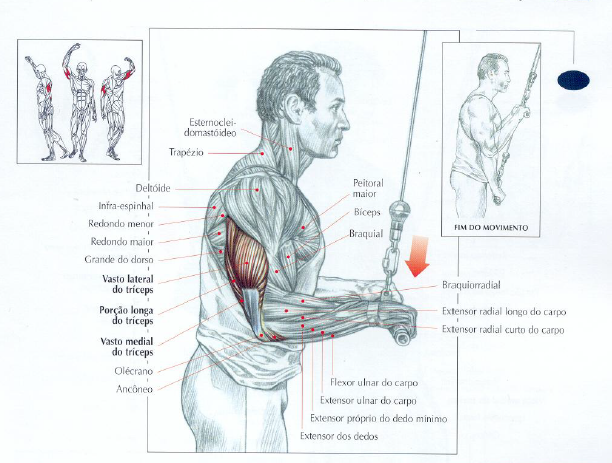 Esternoclei-
domastóideo
Trapézio
Deltóide
Infra-espinhal
Redondo menor
Redondo maior
Grande do dorso
Vasto lateral
do tríceps
Porção longa
do tríceps
Vasto medial
do tríceps
Olécrano
Ancôneo
Peitoral
maior
Bíceps
Braquial
FIM DO MOVIMENTO
Braquiorradial
Extensor radial longo do carpo
Extensor radial curto do carpo
Flexor ulnar do carpo
Extensor ulnar do carpo
Extensor próprio do dedo mínimo
Extensor dos dedos